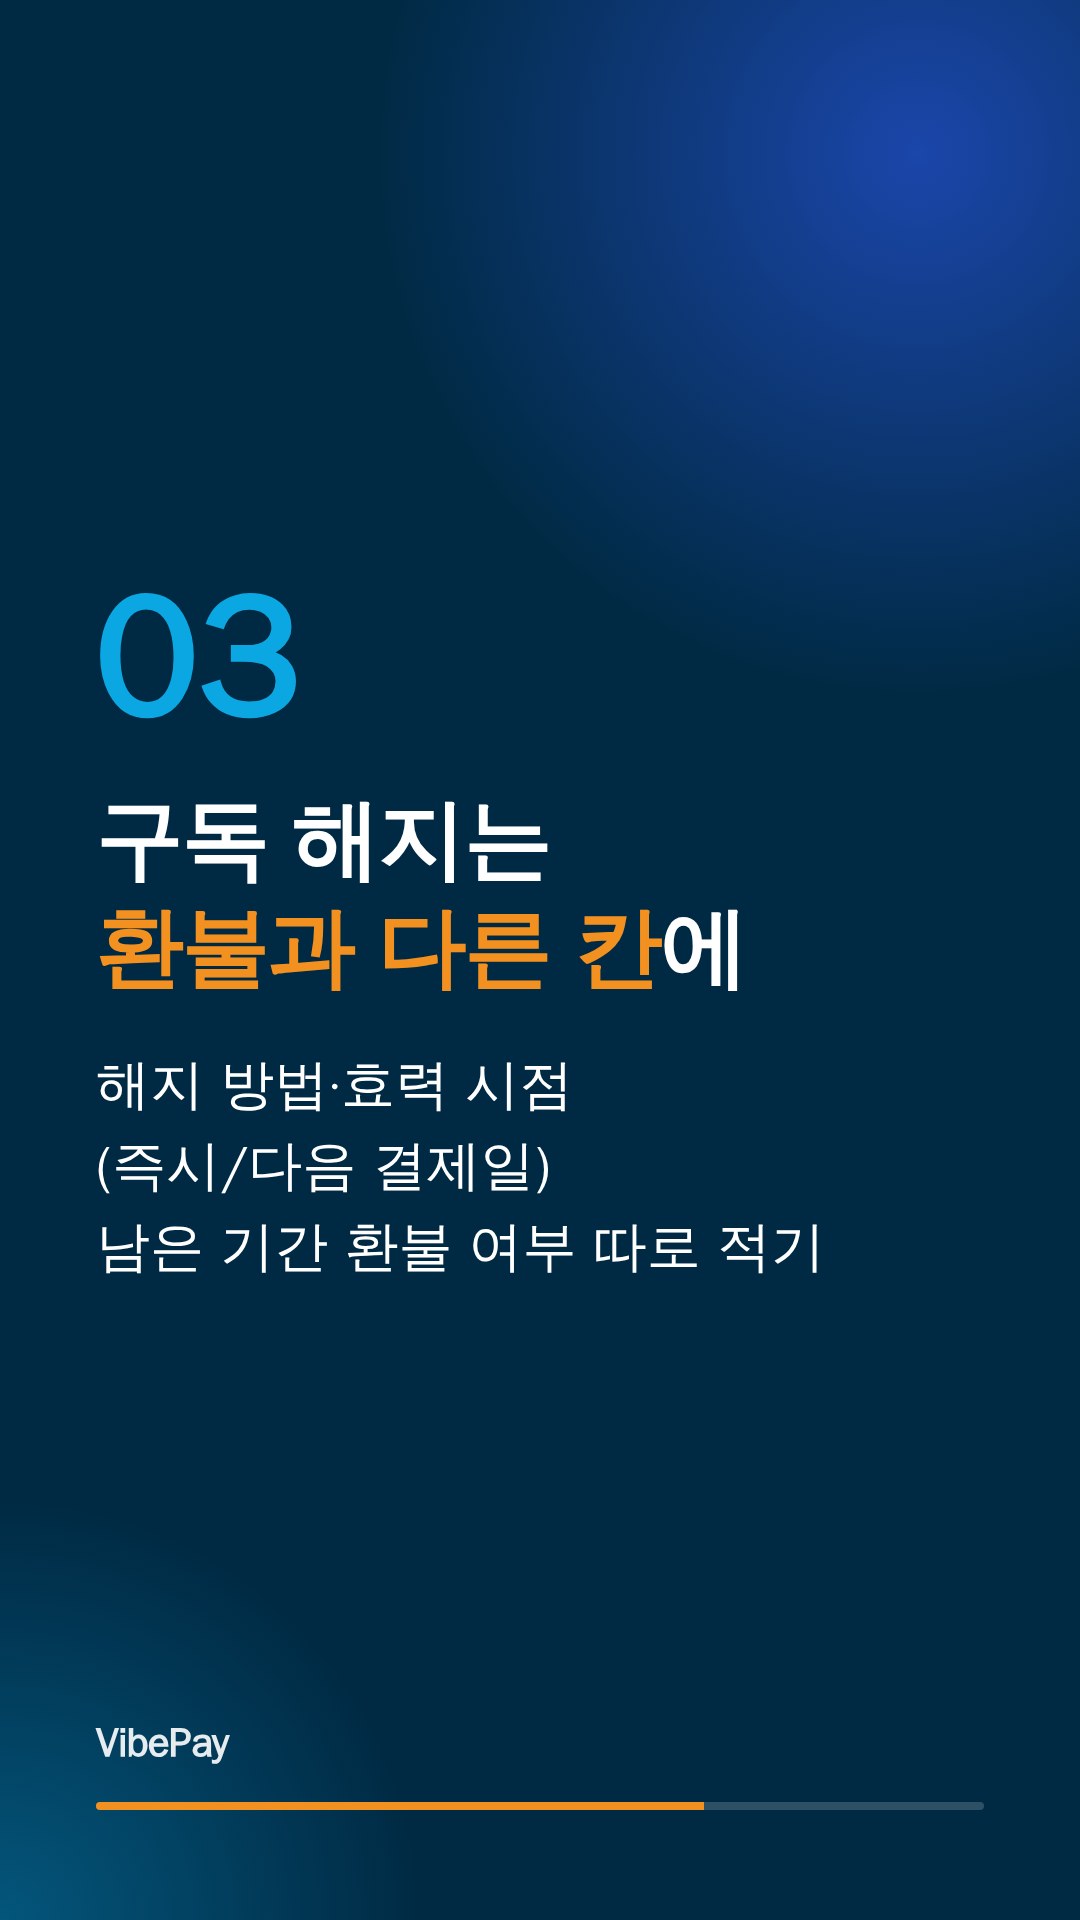 03
구독 해지는
환불과 다른 칸에
해지 방법·효력 시점
(즉시/다음 결제일)
남은 기간 환불 여부 따로 적기
VibePay